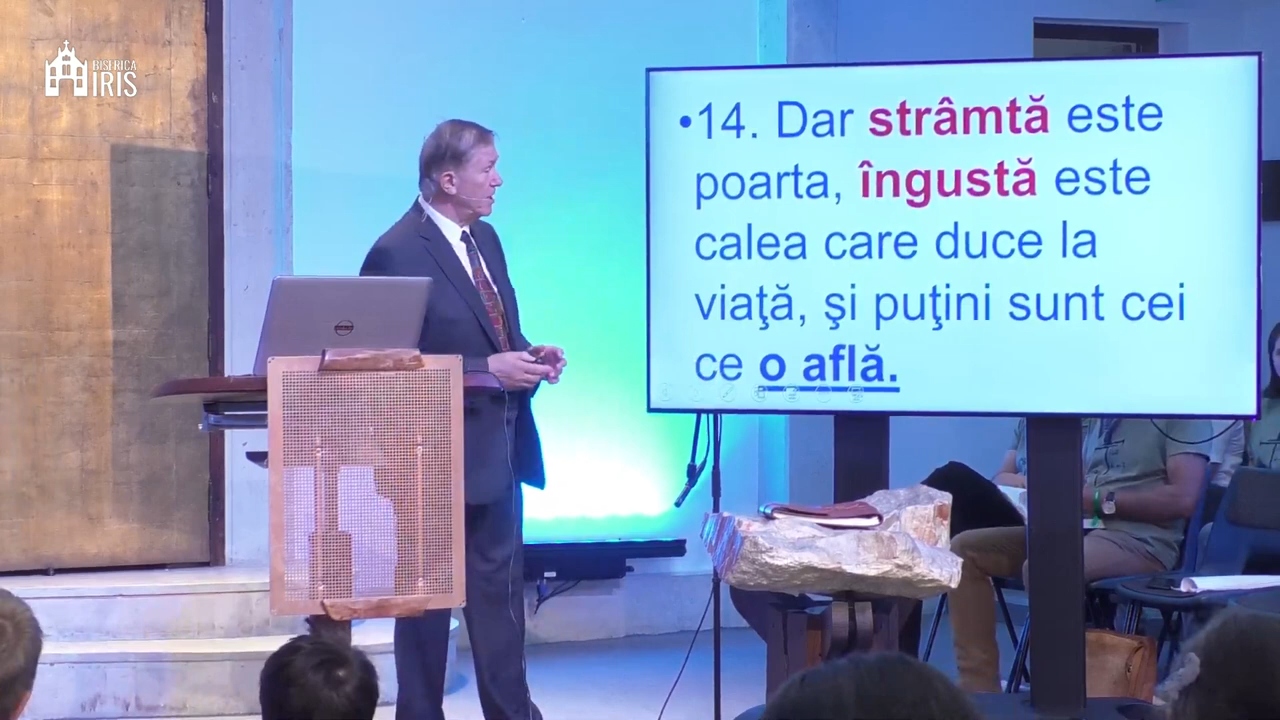 BISERICA
IRIS
•14. Dar strâmtă este
poarta, îngustă este
calea care duce la
viaţă, şi puţini sunt cei
ce o află.
DELL